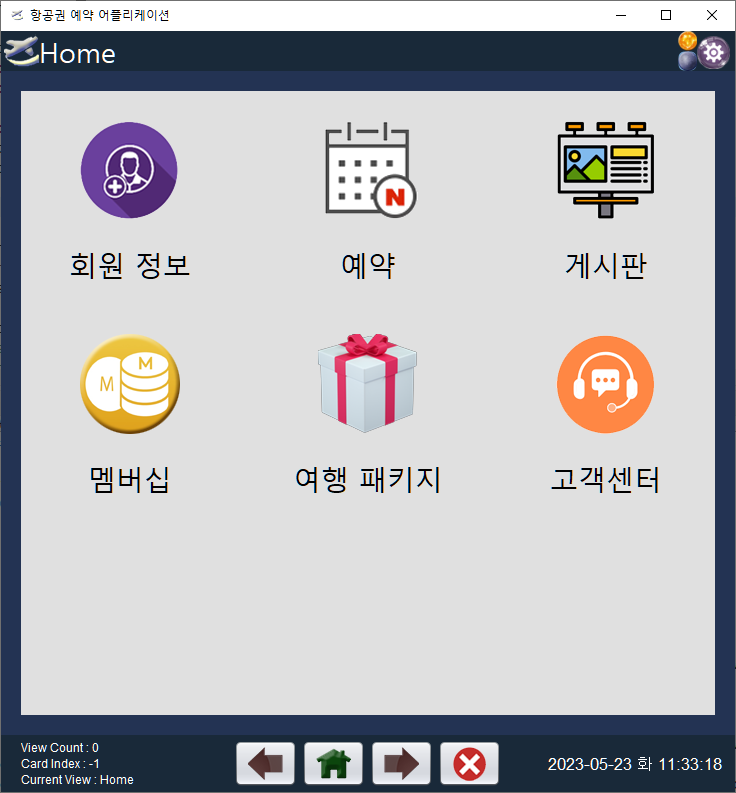 항공권 예약 어플리케이션
Home
N
회원 정보
예약
게시판
M
M
멤버십
여행 패키지
고객센터
View Count : 0
Card Index : -1
Current View : Home
2023-05-23 화 11:33:18